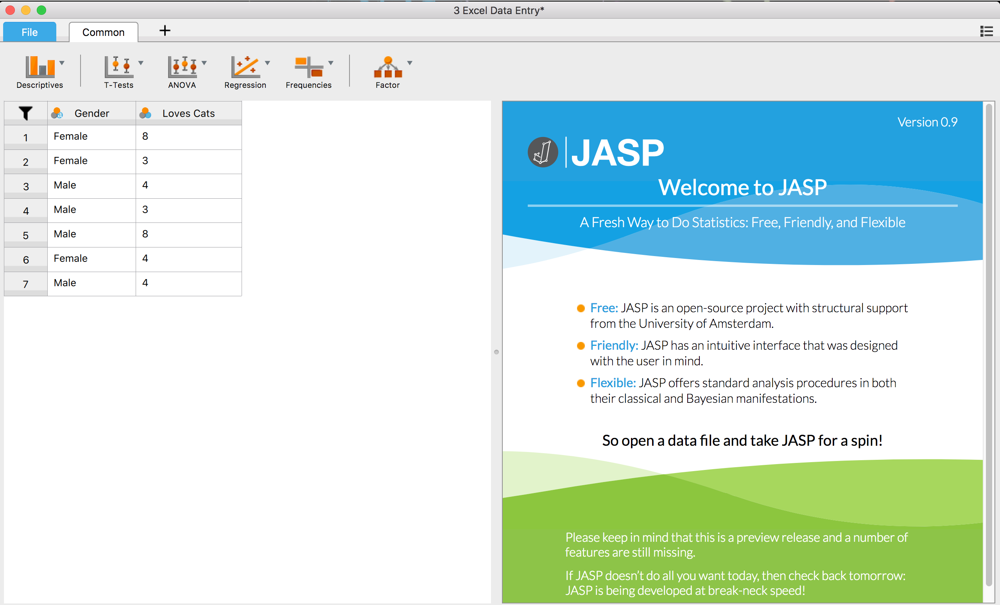 3 Excel Data Entry*
File Common +
Descriptives T-Tests ANOVA Regression Frequencies Factor
Gender Loves Cats
1 Female 8
2 Female 3
3 Male 4
4 Male 3
5 Male 8
6 Female 4
7 Male 4
Version 0.9
JASP
Welcome to JASP
A Fresh Way to Do Statistics: Free, Friendly, and Flexible
Free: JASP is an open-source project with structural support
from the University of Amsterdam.
Friendly: JASP has an intuitive interface that was designed
with the user in mind.
Flexible: JASP offers standard analysis procedures in both
their classical and Bayesian manifestations.
So open a data file and take JASP for a spin!
Please keep in mind that this is a preview release and a number of
features are still missing.
If JASP doesn’t do all you want today, then check back tomorrow:
JASP is being developed at break-neck speed!